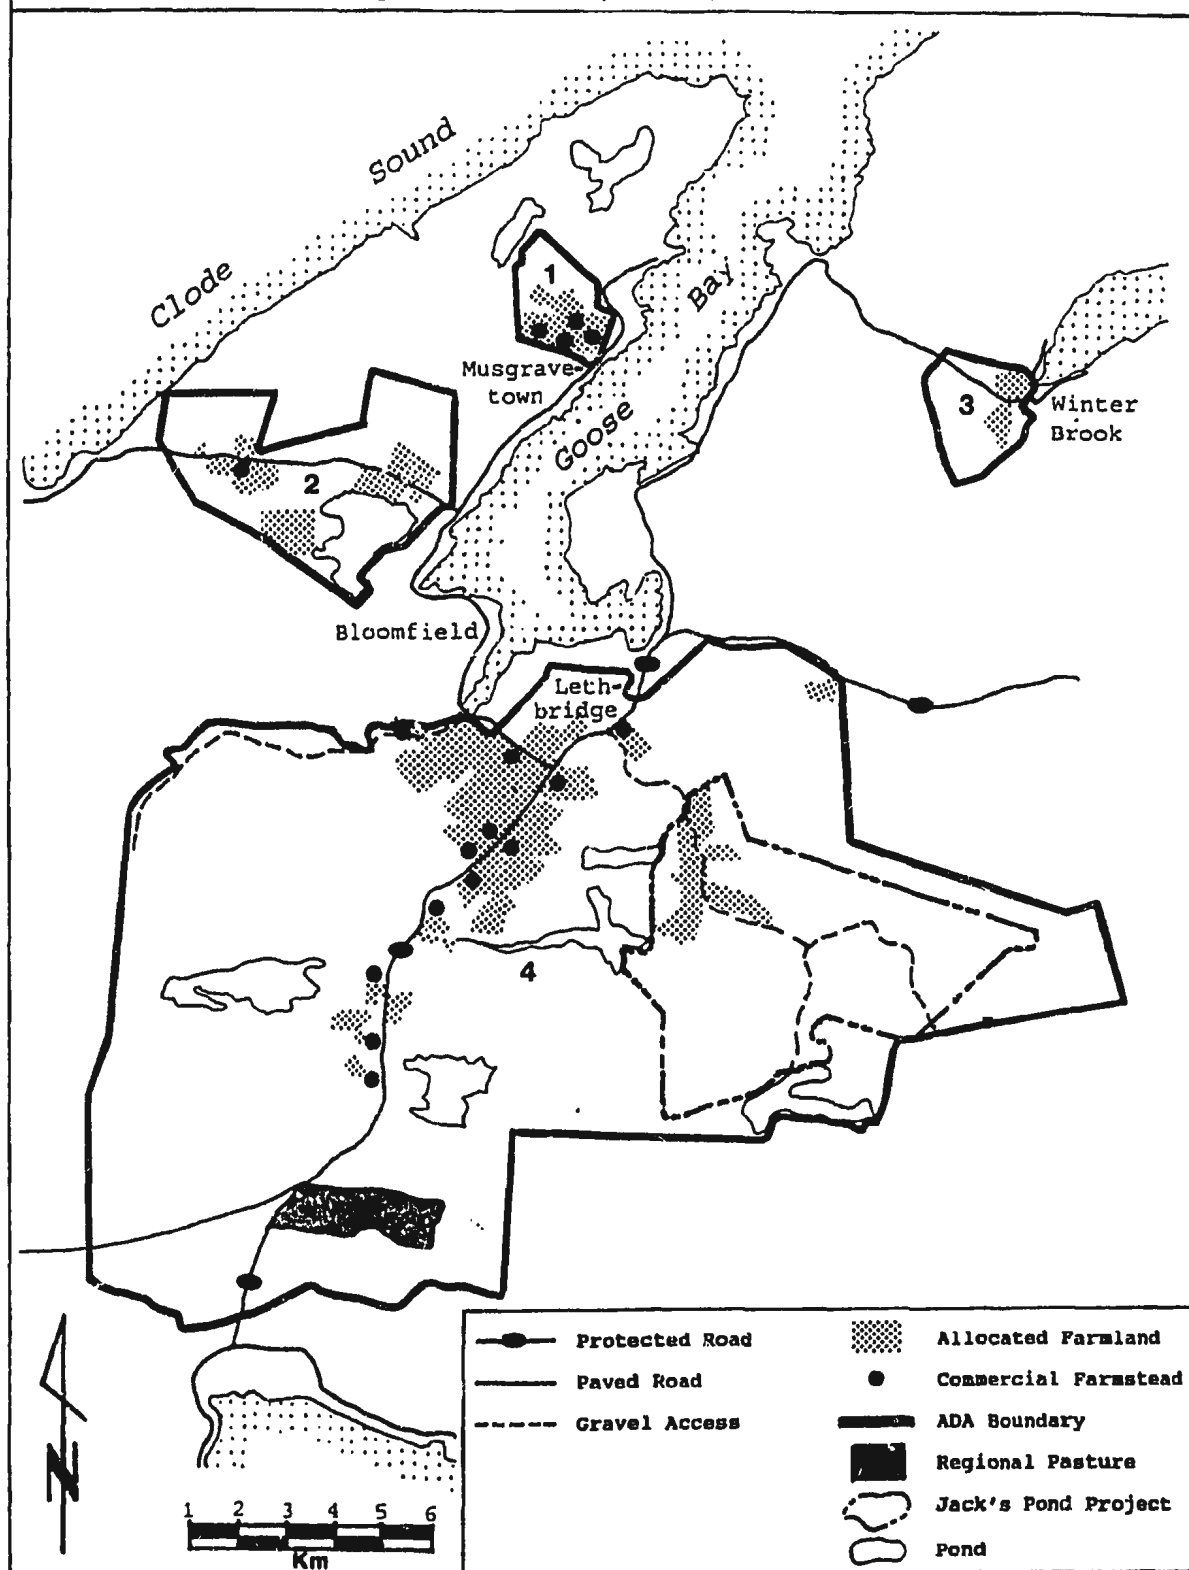 Sound
Clode
1
Bay
Musgrave-
town
Goose
3
Winter
Brook
2
Bloomfield
Leth-
bridge
4
N
1 2 3 4 5 6
Km
Protected Road
Paved Road
Gravel Access
Allocated Farmland
Commercial Farmstead
ADA Boundary
Regional Pasture
Jack's Pond Project
Pond